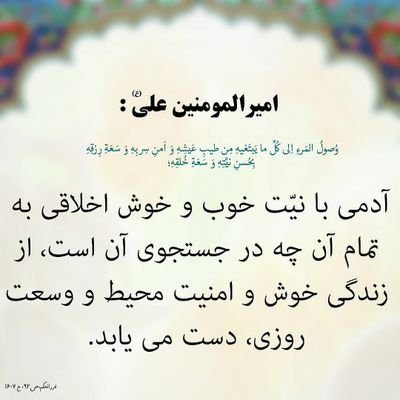 امیرالمومنین علی(ع) :
وُصولُ المَرءِ اِلی کُلِّ ما یَبتَغیهِ مِن طیبِ عَیشِهِ وَ اَمنِ سِربِهِ وَ سَعَةِ رِزقِهِ
بِحُسنِ نیَّتِهِ وَ سَعَةِ خُلقِهِ؛
آدمی با نیّت خوب و خوش اخلاقی به
تمام آن چه در جستجوی آن است، از
زندگی خوش و امنیت محیط و وسعت
روزی، دست می یابد.
غررالحکم،ص ۹۲، ح ۱۶۰۷